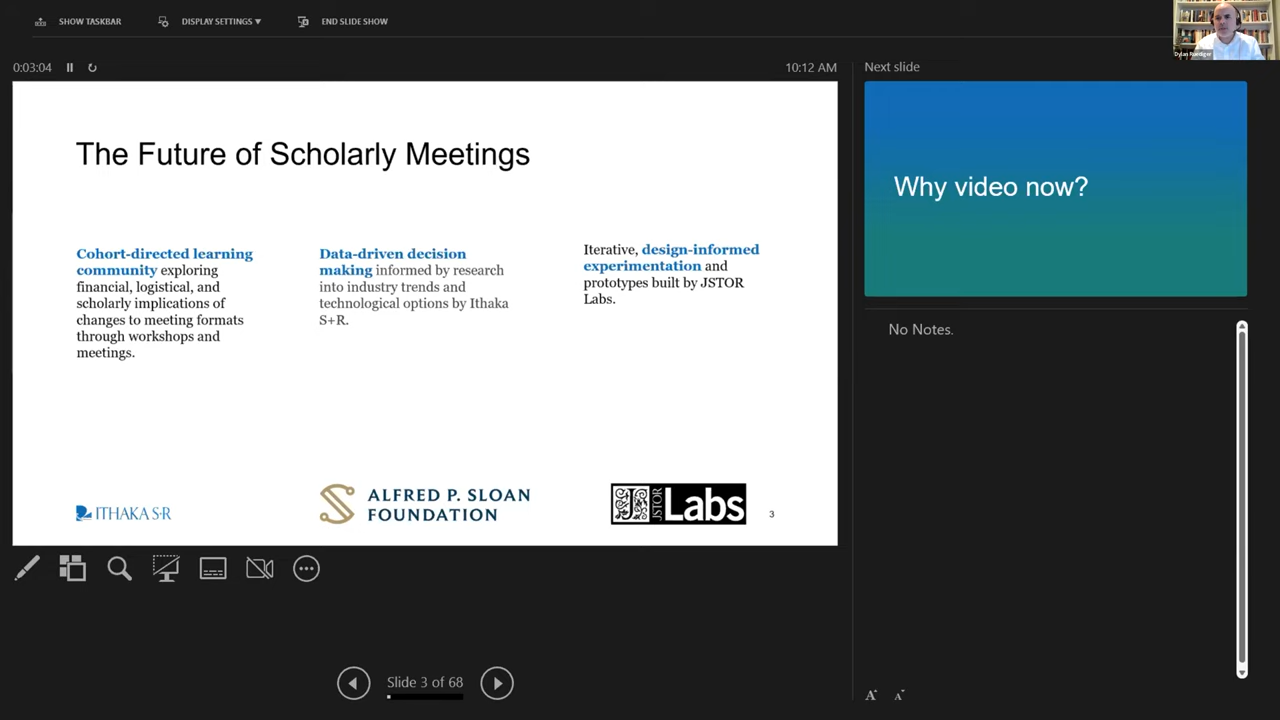 SHOW TASKBAR
DISPLAY SETTINGS ▼
END SLIDE SHOW
Dylan Ruediger
0:03:04
10:12 AM
Next slide
The Future of Scholarly Meetings
Cohort-directed learning
community exploring
financial, logistical, and
scholarly implications of
changes to meeting formats
through workshops and
meetings.
Data-driven decision
making informed by research
into industry trends and
technological options by Ithaka
S+R.
Iterative, design-informed
experimentation and
prototypes built by JSTOR
Labs.
ITHAKA S+R
ALFRED P. SLOAN
FOUNDATION
JSTOR
Labs
3
Why video now?
No Notes.
Slide 3 of 68
A
A